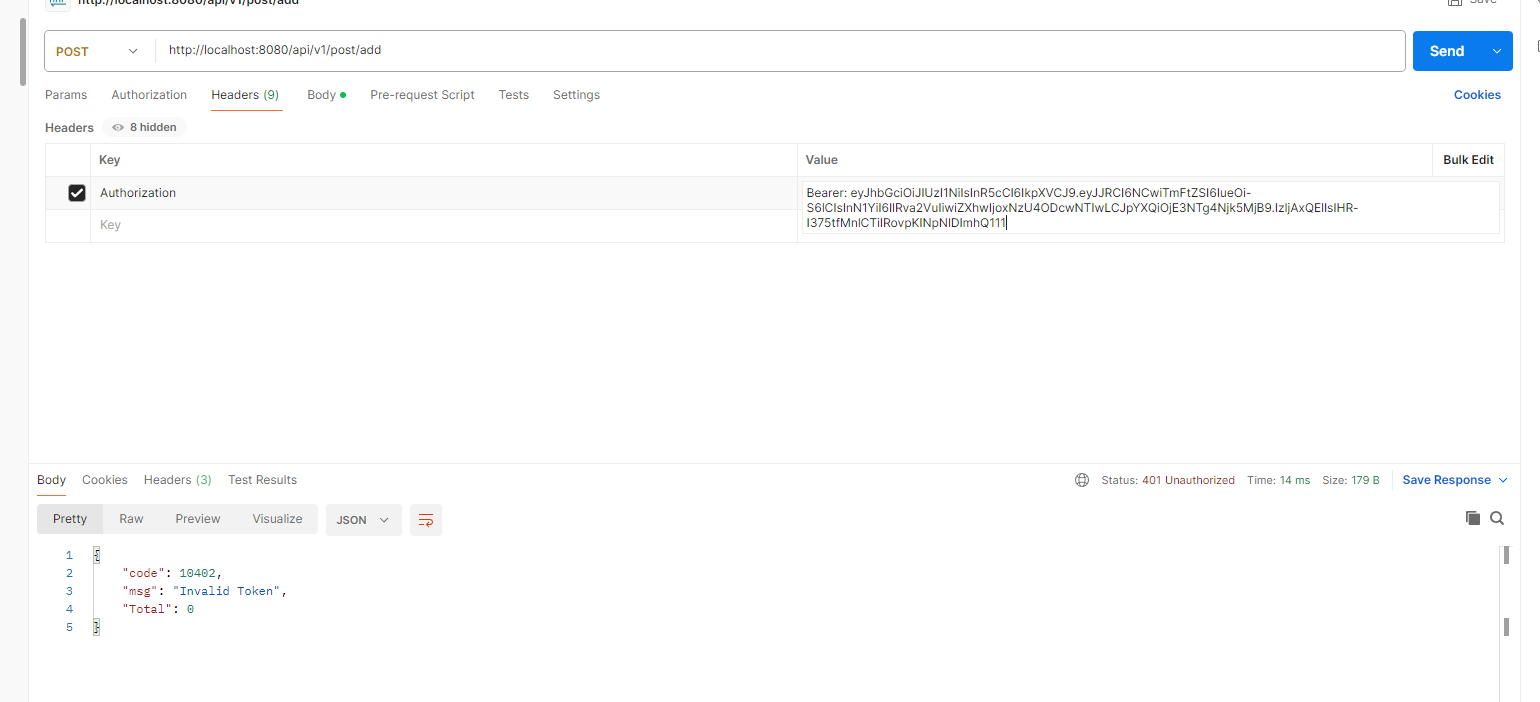 http://localhost:8080/api/v1/post/add
Save
POST
http://localhost:8080/api/v1/post/add
Send
Params Authorization Headers (9) Body Pre-request Script Tests Settings Cookies
Headers 8 hidden
Key Value Bulk Edit
Authorization
Bearer: eyJhbGciOiJIUzI1NiIsInR5cCI6IkpXVCJ9.eyJJRCI6NCwiTmFtZSI6IueOi-
S6lCIsInN1YiI6IlRva2VuIiwiZXhwIjoxNzU4ODcwNTIwLCJpYXQiOjE3NTg4Njk5MjB9.IzljAxQEIIsIHR-
I375tfMnlCTiIRovpKINpNlDImhQ111
Key
Body Cookies Headers (3) Test Results Status: 401 Unauthorized Time: 14 ms Size: 179 B Save Response
Pretty Raw Preview Visualize JSON
1 {
2 "code": 10402,
3 "msg": "Invalid Token",
4 "Total": 0
5 }